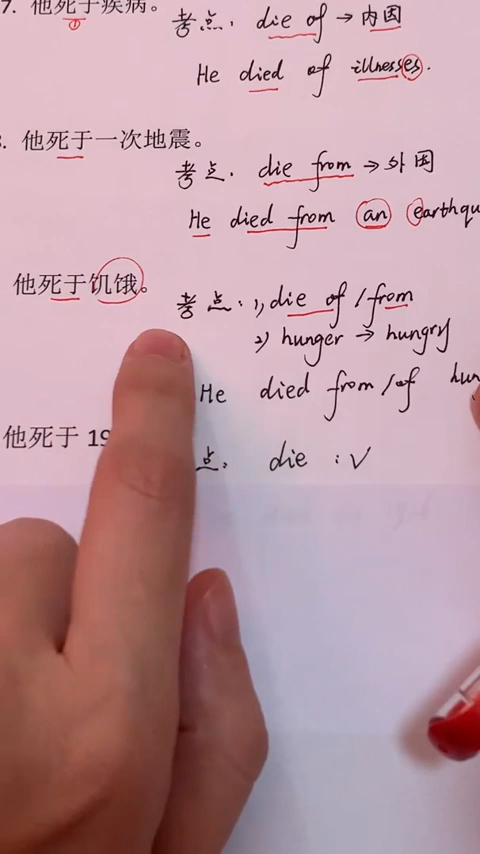 7. 他死于疾病。
①
考点: die of → 内因
He died of illnesses.
. 他死于一次地震。
考点. die from → 外因
He died from an earthqu
他死于饥饿。
考点: 1, die of / from
2) hunger → hungry
He died from / of hun
他死于 19
点: die : V